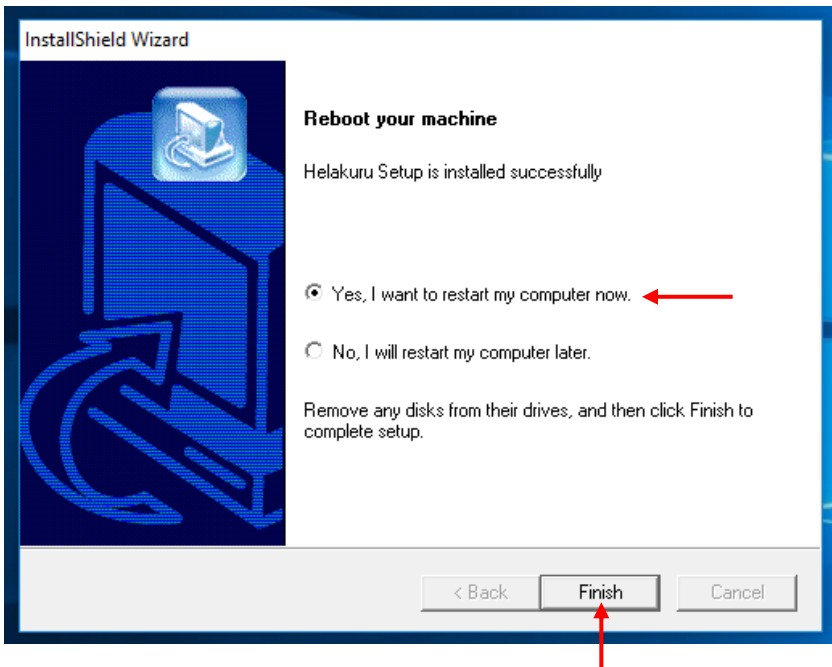 InstallShield Wizard
Reboot your machine
Helakuru Setup is installed successfully
Yes, I want to restart my computer now.
No, I will restart my computer later.
Remove any disks from their drives, and then click Finish to
complete setup.
< Back
Finish
Cancel